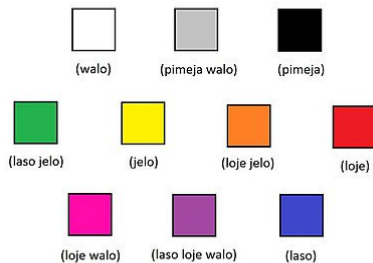 (walo) (pimeja walo) (pimeja)
(laso jelo) (jelo) (loje jelo) (loje)
(loje walo) (laso loje walo) (laso)